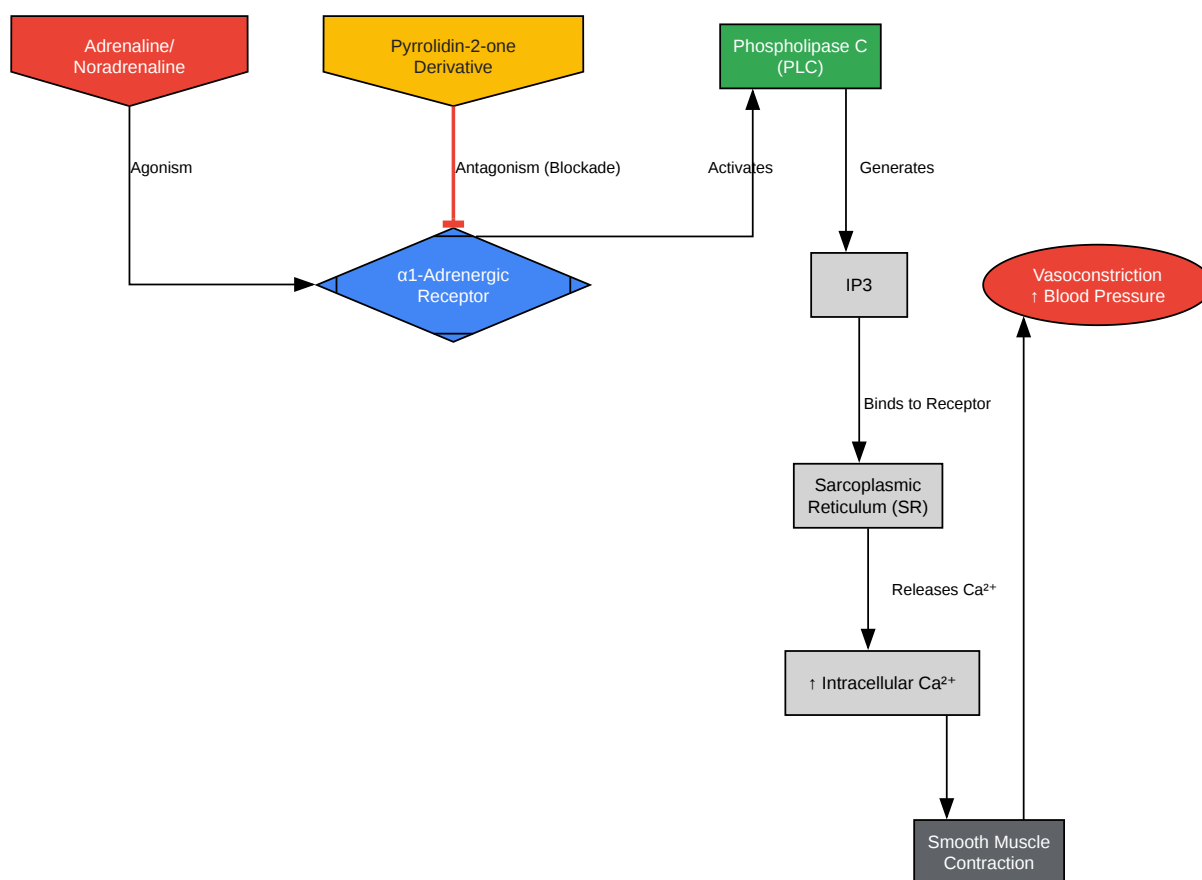 Adrenaline/
Noradrenaline
Pyrrolidin-2-one
Derivative
Phospholipase C
(PLC)
Agonism
Antagonism (Blockade)
Activates
Generates
α1-Adrenergic
Receptor
IP3
Vasoconstriction
↑ Blood Pressure
Binds to Receptor
Sarcoplasmic
Reticulum (SR)
Releases Ca²⁺
↑ Intracellular Ca²⁺
Smooth Muscle
Contraction